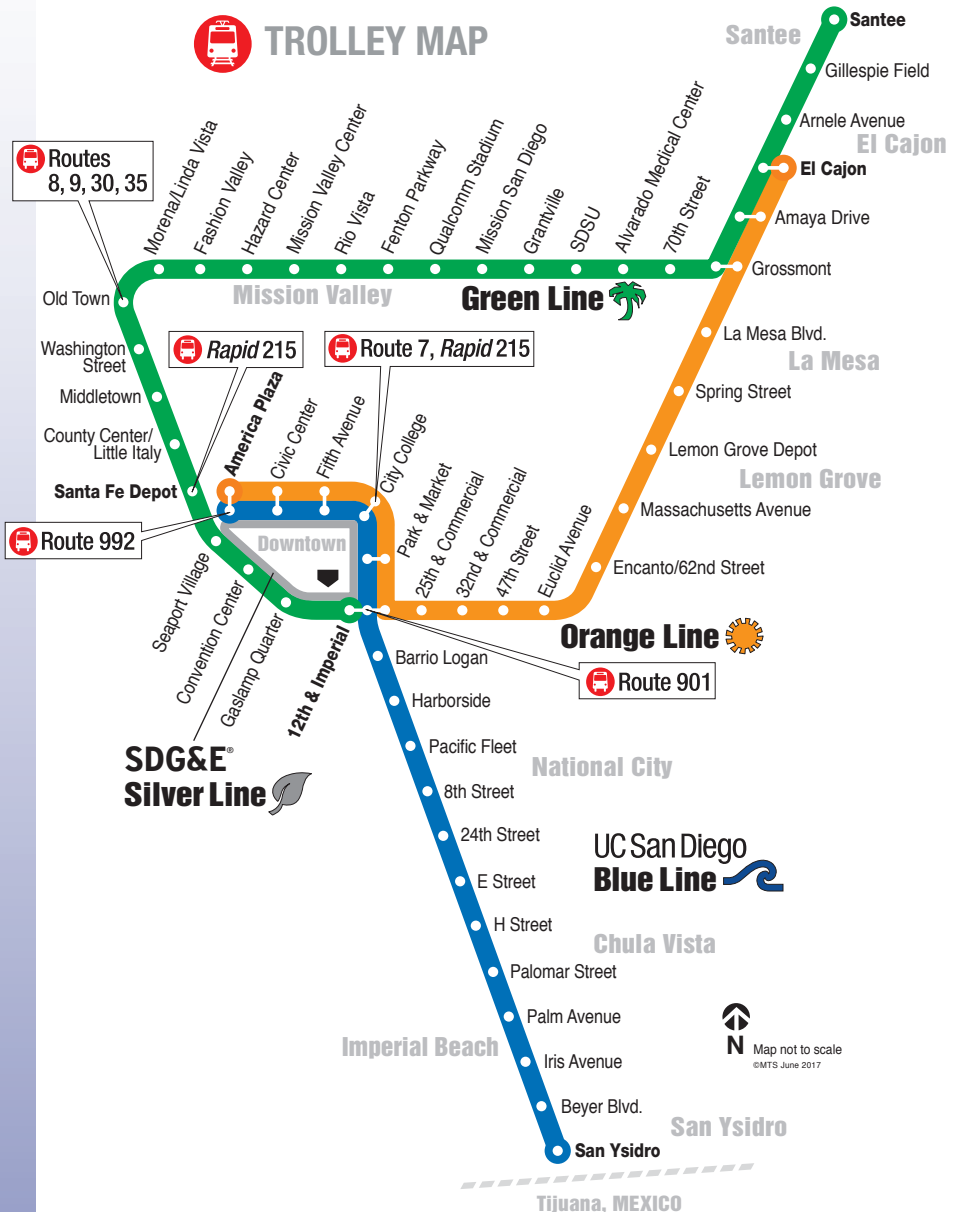 TROLLEY MAP
Santee
Santee
Gillespie Field
Arnele Avenue
El Cajon
El Cajon
Amaya Drive
Grossmont
Routes
8, 9, 30, 35
Morena/Linda Vista
Fashion Valley
Hazard Center
Mission Valley Center
Rio Vista
Fenton Parkway
Qualcomm Stadium
Mission San Diego
Grantville
SDSU
Alvarado Medical Center
70th Street
Mission Valley
Green Line
Old Town
Washington
Street
Middletown
County Center/
Little Italy
Santa Fe Depot
Rapid 215
Route 7, Rapid 215
La Mesa Blvd.
La Mesa
Spring Street
Lemon Grove Depot
Lemon Grove
Massachusetts Avenue
Encanto/62nd Street
America Plaza
Civic Center
Fifth Avenue
City College
Park & Market
25th & Commercial
32nd & Commercial
47th Street
Euclid Avenue
Route 992
Downtown
Seaport Village
Convention Center
Gaslamp Quarter
12th & Imperial
Orange Line
Route 901
SDG&E®
Silver Line
Barrio Logan
Harborside
Pacific Fleet
National City
8th Street
24th Street
UC San Diego
Blue Line
E Street
H Street
Chula Vista
Palomar Street
Palm Avenue
Imperial Beach
Iris Avenue
Beyer Blvd.
San Ysidro
San Ysidro
N
Map not to scale
©MTS June 2017
Tijuana, MEXICO